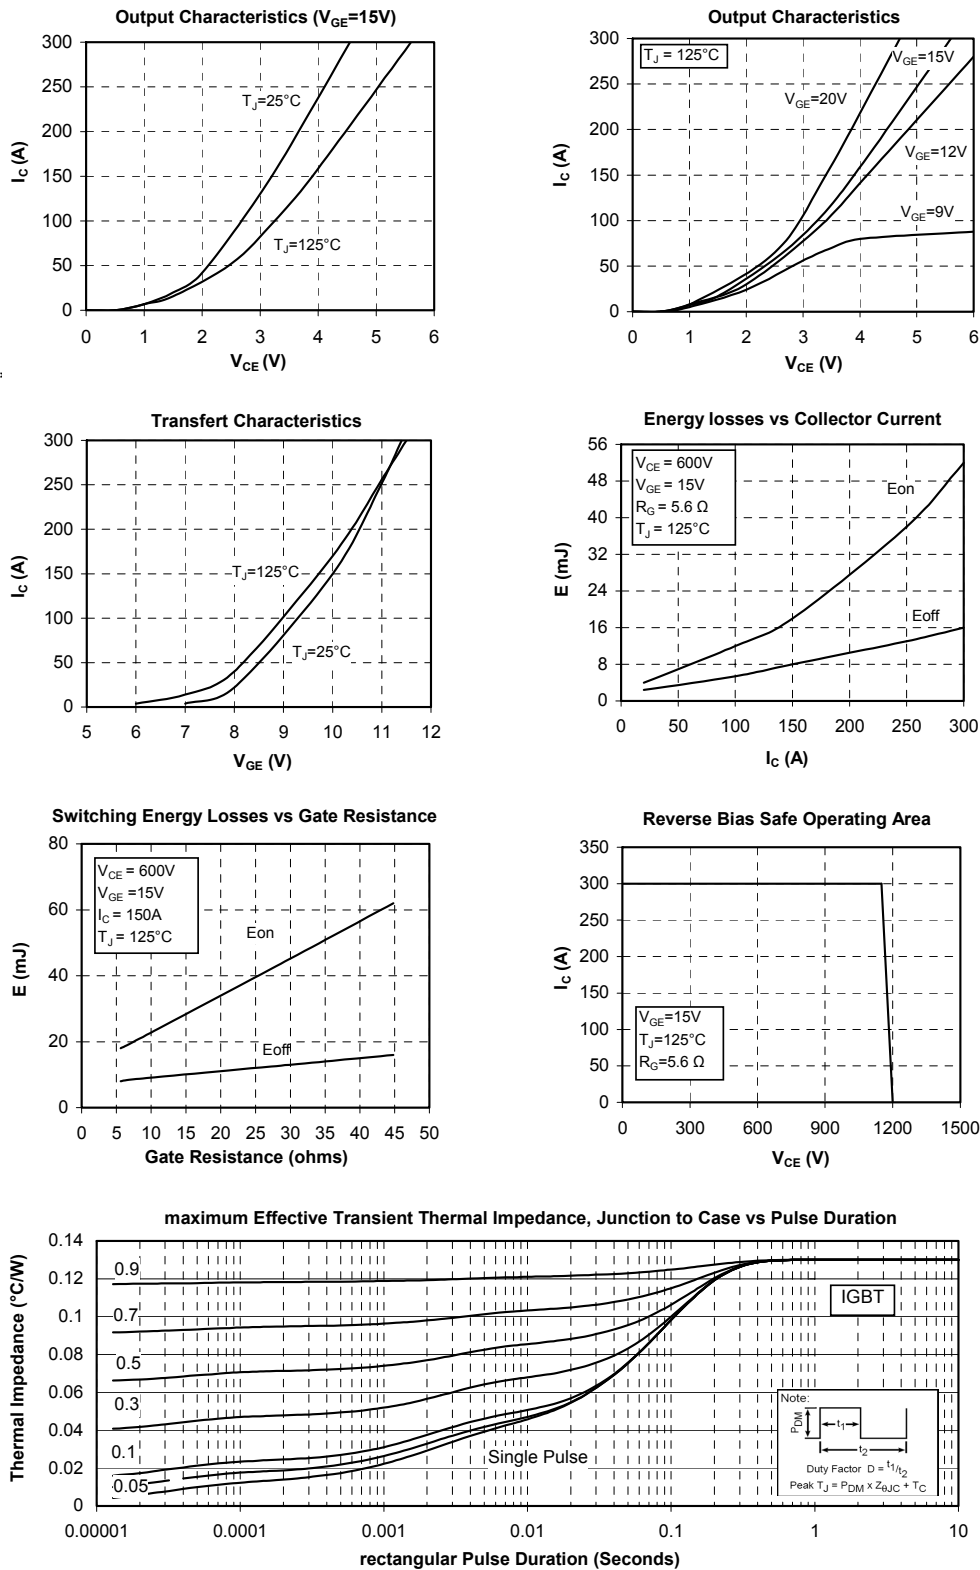 Output Characteristics (VGE=15V)
300
250
200
150
100
50
0
IC (A)
TJ=25°C
TJ=125°C
0 1 2 3 4 5 6
VCE (V)
Output Characteristics
300
250
200
150
100
50
0
IC (A)
TJ = 125°C
VGE=15V
VGE=20V
VGE=12V
VGE=9V
0 1 2 3 4 5 6
VCE (V)
Transfert Characteristics
300
250
200
150
100
50
0
IC (A)
TJ=125°C
TJ=25°C
5 6 7 8 9 10 11 12
VGE (V)
Energy losses vs Collector Current
56
48
40
32
24
16
8
0
E (mJ)
VCE = 600V
VGE = 15V
RG = 5.6 Ω
TJ = 125°C
Eon
Eoff
0 50 100 150 200 250 300
IC (A)
Switching Energy Losses vs Gate Resistance
80
60
40
20
0
E (mJ)
VCE = 600V
VGE =15V
IC = 150A
TJ = 125°C
Eon
Eoff
0 5 10 15 20 25 30 35 40 45 50
Gate Resistance (ohms)
Reverse Bias Safe Operating Area
350
300
250
200
150
100
50
0
IC (A)
VGE=15V
TJ=125°C
RG=5.6 Ω
0 300 600 900 1200 1500
VCE (V)
maximum Effective Transient Thermal Impedance, Junction to Case vs Pulse Duration
0.14
0.12
0.1
0.08
0.06
0.04
0.02
0
Thermal Impedance (°C/W)
0.9
0.7
0.5
0.3
0.1
0.05
Single Pulse
IGBT
Note:
PDM
t1
t2
Duty Factor D = t1/t2
Peak TJ = PDM x ZθJC + TC
0.00001 0.0001 0.001 0.01 0.1 1 10
rectangular Pulse Duration (Seconds)